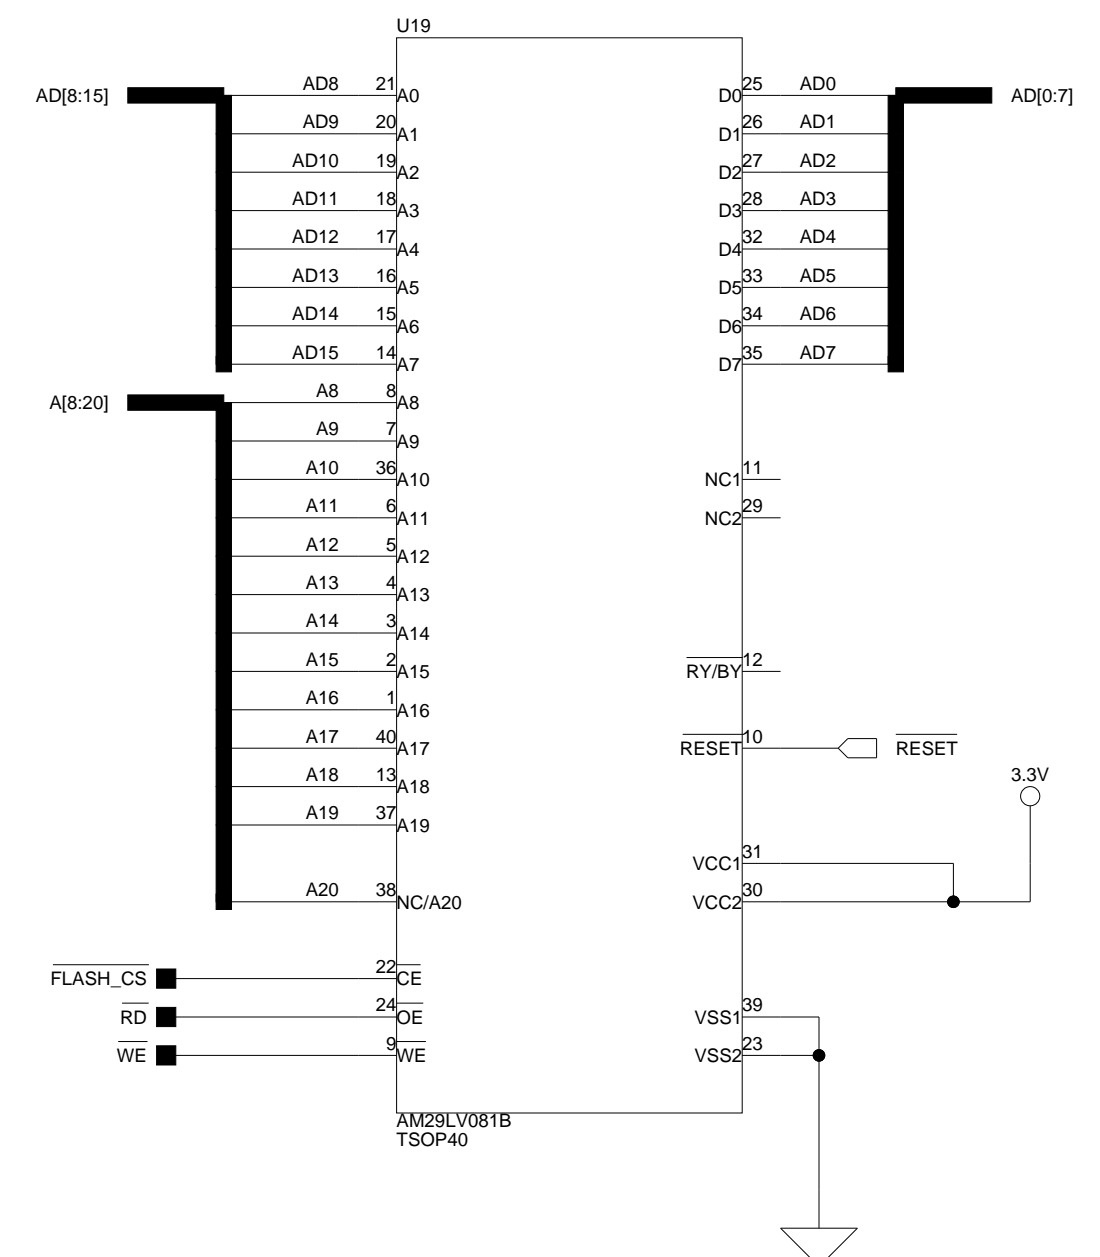 U19
AD[8:15] AD8 21 A0 D0 25 AD0 AD[0:7]
AD9 20 A1 D1 26 AD1
AD10 19 A2 D2 27 AD2
AD11 18 A3 D3 28 AD3
AD12 17 A4 D4 32 AD4
AD13 16 A5 D5 33 AD5
AD14 15 A6 D6 34 AD6
AD15 14 A7 D7 35 AD7
A[8:20] A8 8 A8
A9 7 A9
A10 36 A10 NC1 11
A11 6 A11 NC2 29
A12 5 A12
A13 4 A13
A14 3 A14
A15 2 A15 RY/BY 12
A16 1 A16
A17 40 A17 RESET 10 RESET
A18 13 A18 3.3V
A19 37 A19
VCC1 31
A20 38 NC/A20 VCC2 30
FLASH_CS 22 CE
RD 24 OE VSS1 39
WE 9 WE VSS2 23
AM29LV081B
TSOP40